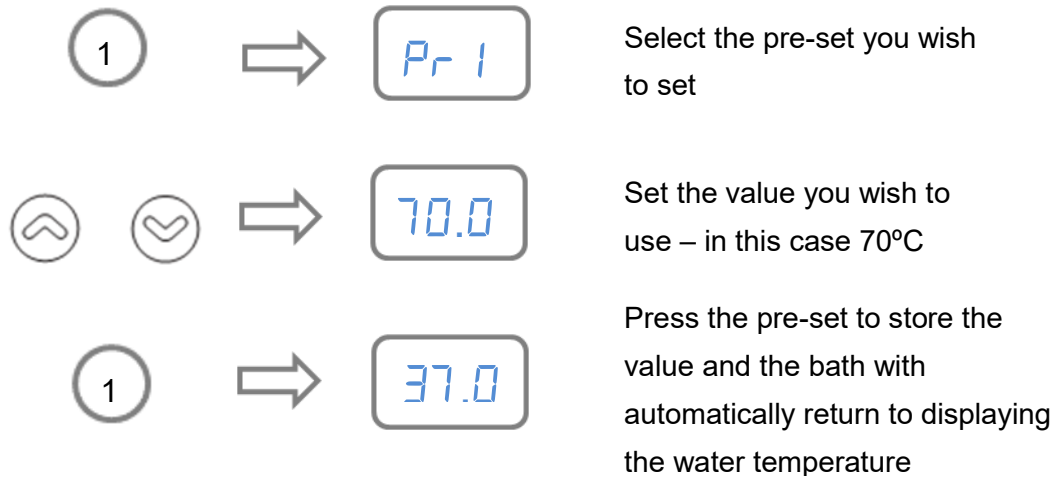 1
Pr 1
Select the pre-set you wish
to set
70.0
Set the value you wish to
use – in this case 70ºC
1
37.0
Press the pre-set to store the
value and the bath with
automatically return to displaying
the water temperature